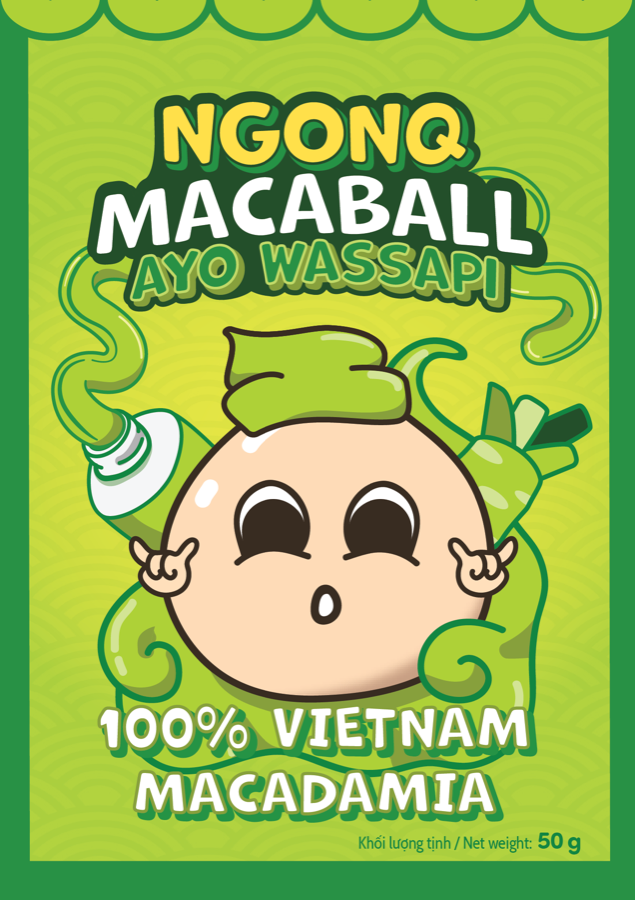 NGONQ
MACABALL
AYO WASSAPI
100% VIETNAM
MACADAMIA
Khối lượng tịnh / Net weight: 50 g